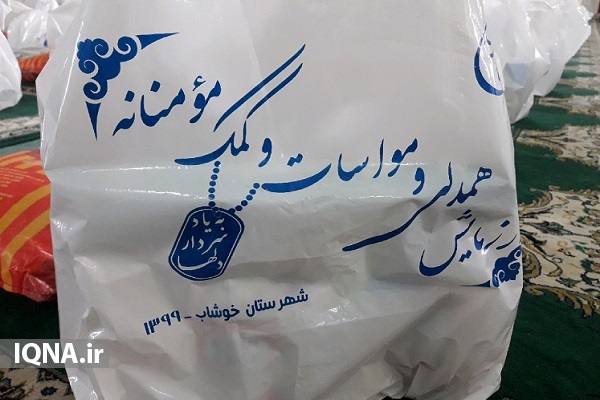 رزمایش
همدلی و مواسات و کمک مؤمنانه
به یاد
سردار
دلها
شهرستان خوشاب - ۱۳۹۹
IQNA.ir